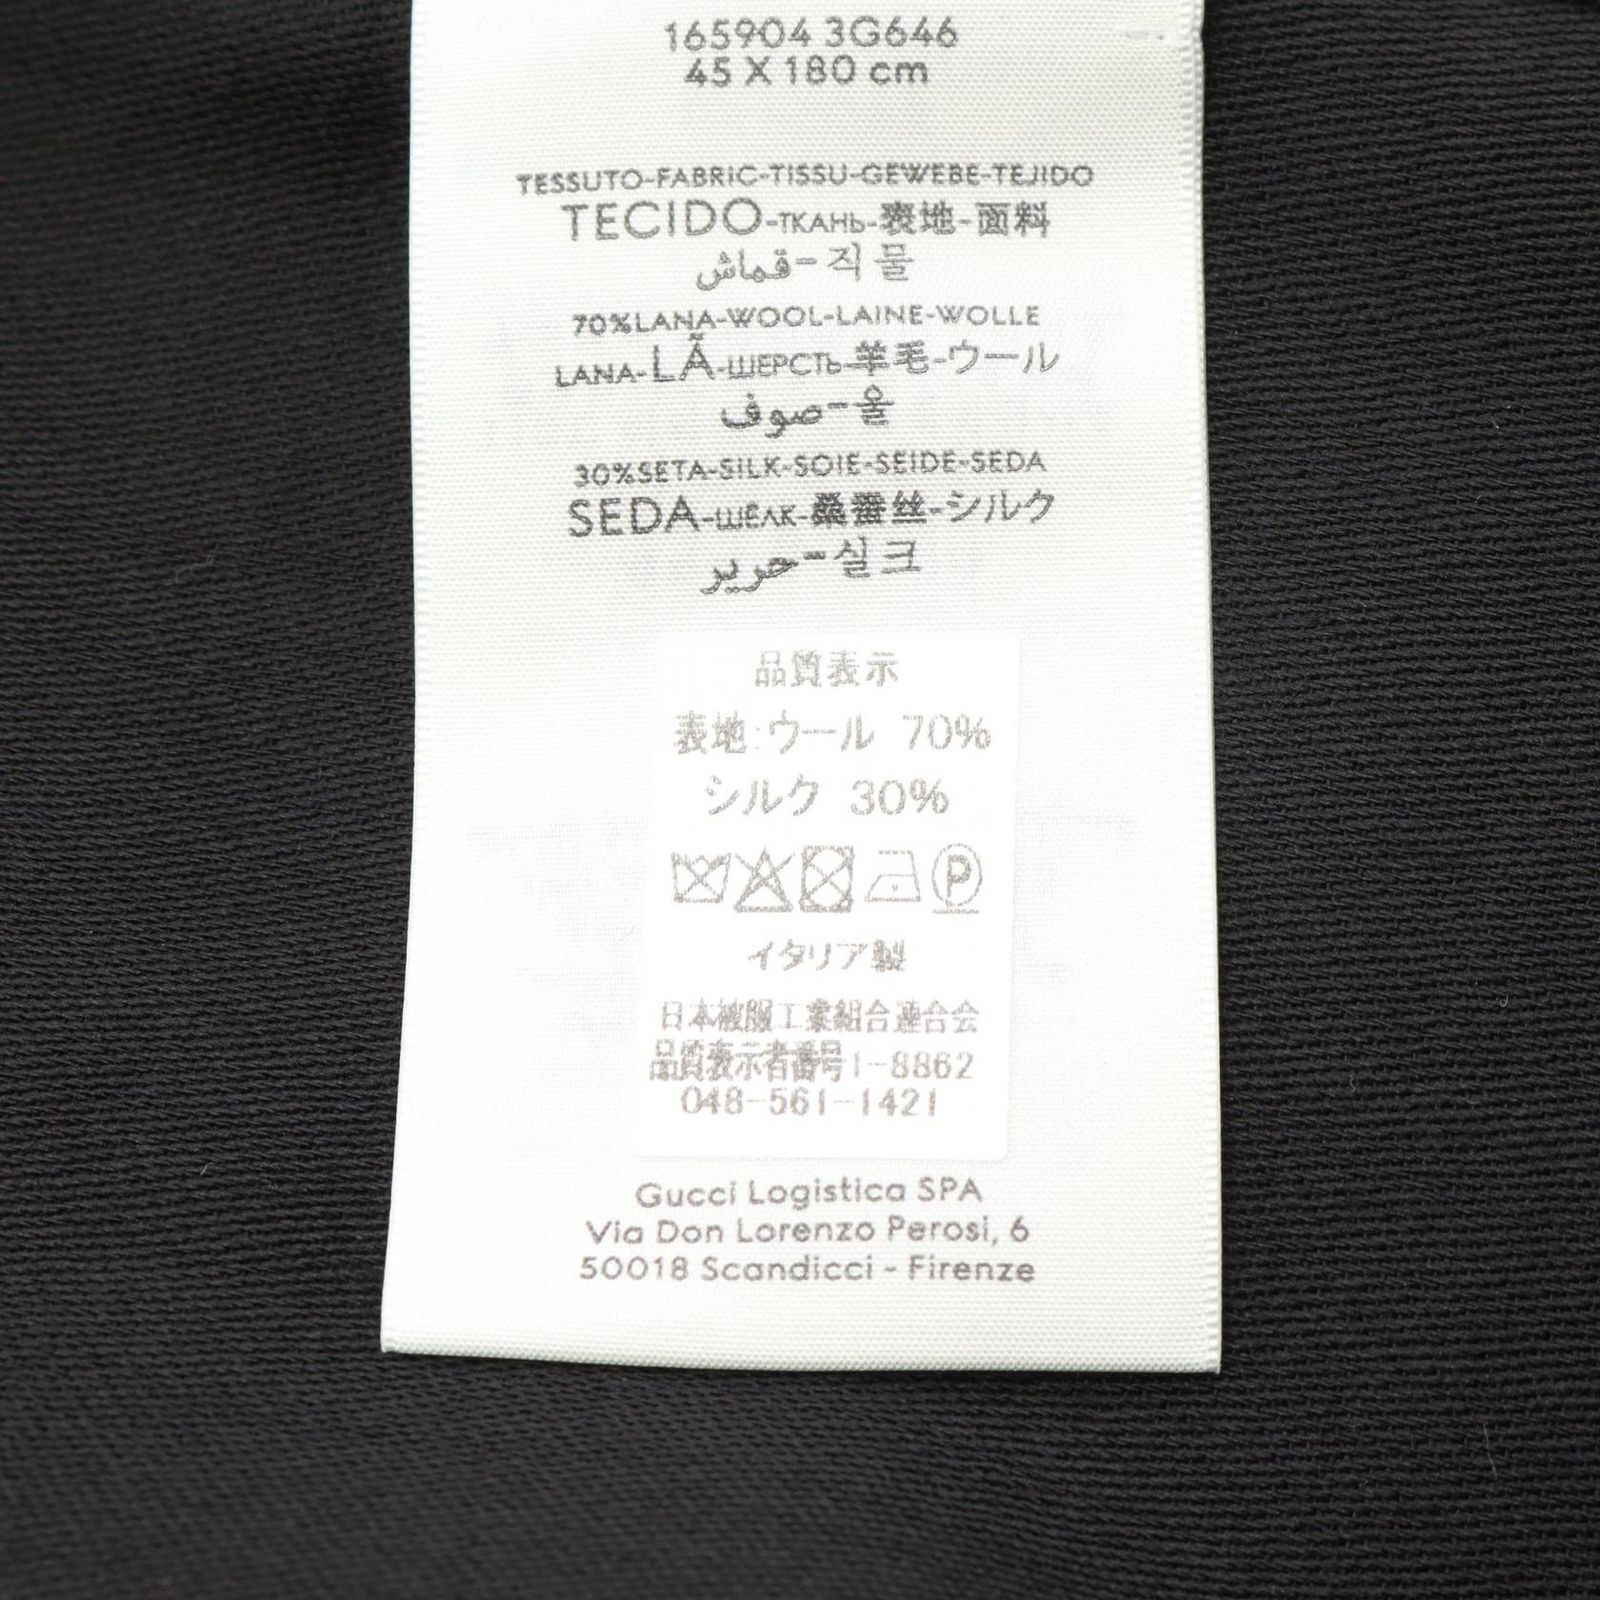 165904 3G646
45 X 180 cm
TESSUTO-FABRIC-TISSU-GEWEBE-TEJIDO
TECIDO-ТКАНЬ-表地-面料
قماش-직물
70%LANA-WOOL-LAINE-WOLLE
LANA-LÃ-ШЕРСТЬ-羊毛-ウール
صوف-울
30%SETA-SILK-SOIE-SEIDE-SEDA
SEDA-ШЁЛК-桑蚕丝-シルク
حرير-실크
品質表示
表地:ウール 70%
シルク 30%
P
イタリア製
日本被服工業組合連合会
品質表示者番号1-8862
048-561-1421
Gucci Logistica SPA
Via Don Lorenzo Perosi, 6
50018 Scandicci - Firenze